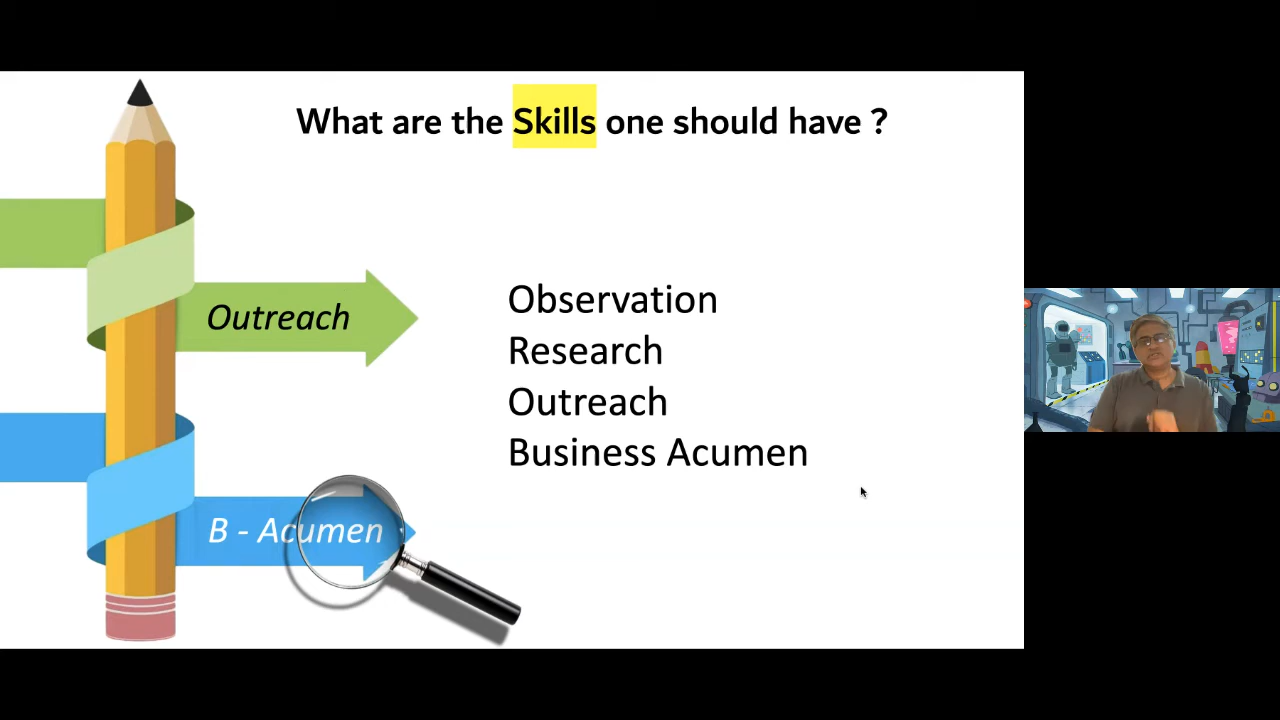 What are the Skills one should have ?
Outreach
B - Acumen
Observation
Research
Outreach
Business Acumen